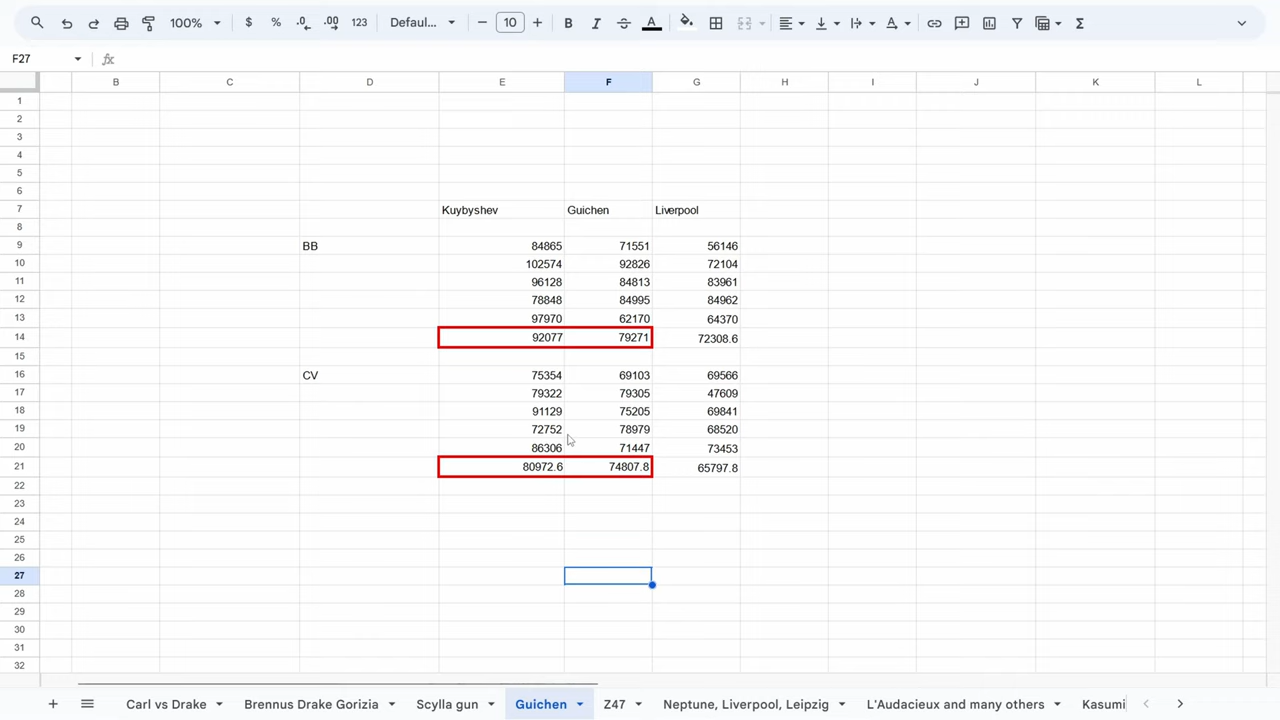 100% $ % .0 .00 123 Defaul... 10 B I A Σ
F27 fx
B C D E F G H I J K L
1
2
3
4
5
6
7 Kuybyshev Guichen Liverpool
8
9 BB 84865 71551 56146
10 102574 92826 72104
11 96128 84813 83961
12 78848 84995 84962
13 97970 62170 64370
14 92077 79271 72308.6
15
16 CV 75354 69103 69566
17 79322 79305 47609
18 91129 75205 69841
19 72752 78979 68520
20 86306 71447 73453
21 80972.6 74807.8 65797.8
22
23
24
25
26
27
28
29
30
31
32
Carl vs Drake Brennus Drake Gorizia Scylla gun Guichen Z47 Neptune, Liverpool, Leipzig L'Audacieux and many others Kasumi